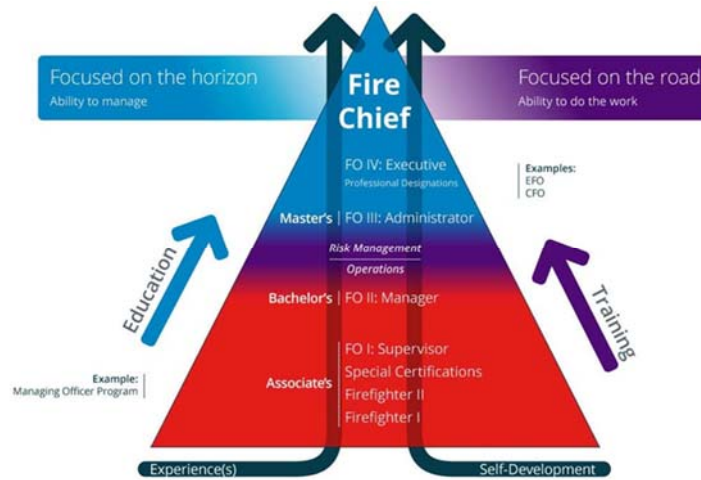 Focused on the horizon
Ability to manage
Focused on the road
Ability to do the work
Fire
Chief
FO IV: Executive
Professional Designations
Examples:
EFO
CFO
Master's | FO III: Administrator
Risk Management
Operations
Bachelor's | FO II: Manager
Education
Training
FO I: Supervisor
Special Certifications
Associate's
Firefighter II
Firefighter I
Example:
Managing Officer Program
Experience(s)
Self-Development